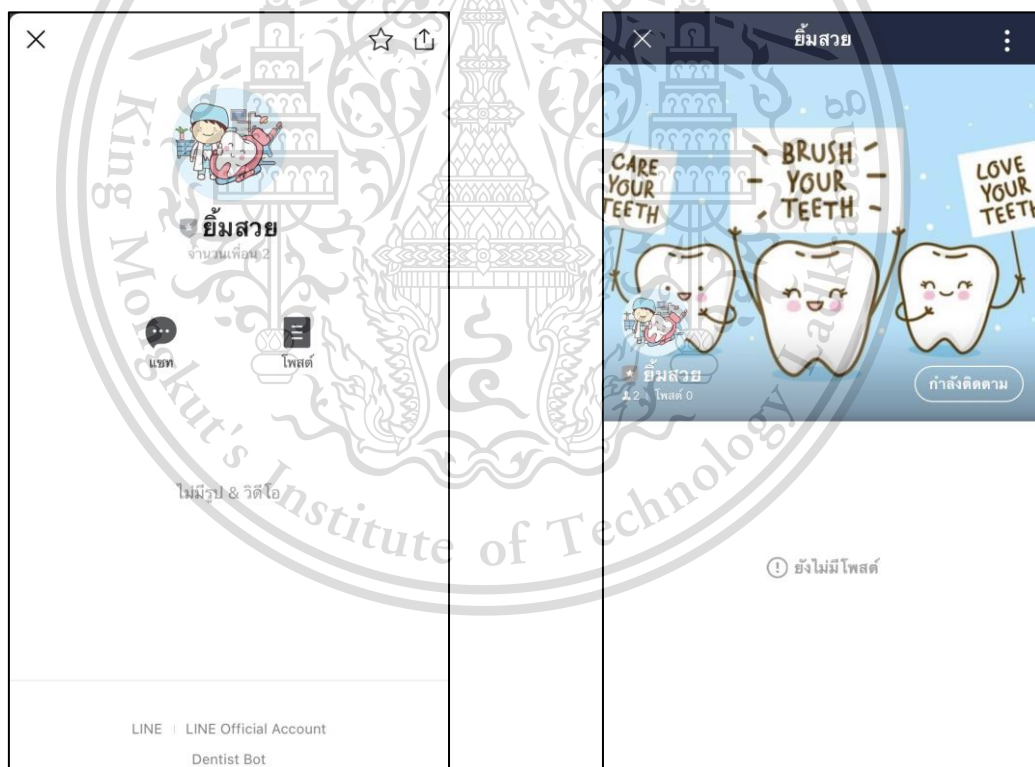 ยิ้มสวย
จำนวนเพื่อน 2
แชท
โพสต์
ไม่มีรูป & วิดีโอ
LINE | LINE Official Account
Dentist Bot
ยิ้มสวย
CARE
YOUR
TEETH
BRUSH
YOUR
TEETH
LOVE
YOUR
TEETH
ยิ้มสวย
2 | โพสต์ 0
กำลังติดตาม
ยังไม่มีโพสต์
King Mongkut's Institute of Technology Ladkrabang